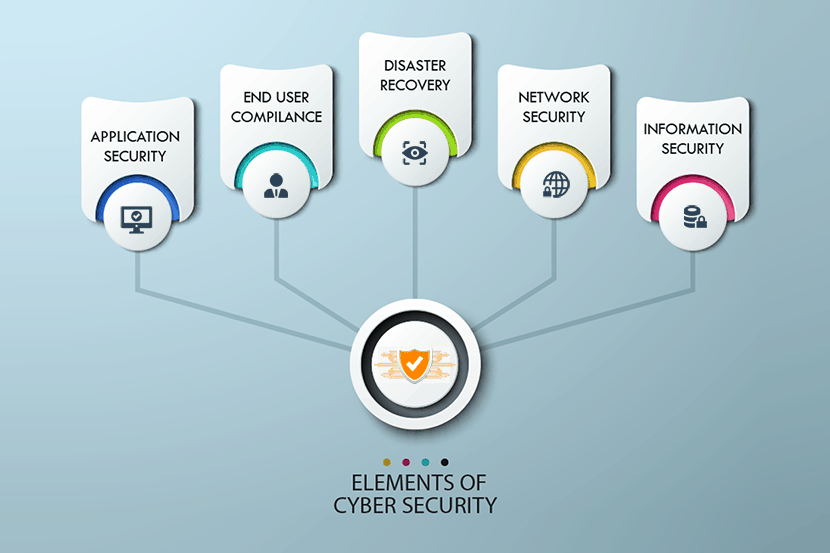 APPLICATION
SECURITY
END USER
COMPILANCE
DISASTER
RECOVERY
NETWORK
SECURITY
INFORMATION
SECURITY
ELEMENTS OF
CYBER SECURITY